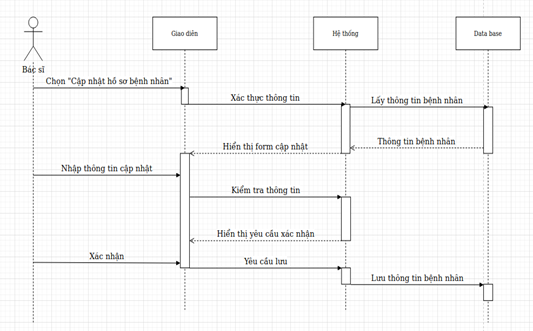 Giao diên
Hệ thống
Data base
Bác sĩ
Chọn "Cập nhật hồ sơ bệnh nhân"
Xác thực thông tin
Lấy thông tin bệnh nhân
Thông tin bệnh nhân
Hiển thị form cập nhật
Nhập thông tin cập nhật
Kiểm tra thông tin
Hiển thị yêu cầu xác nhận
Xác nhận
Yêu cầu lưu
Lưu thông tin bệnh nhân